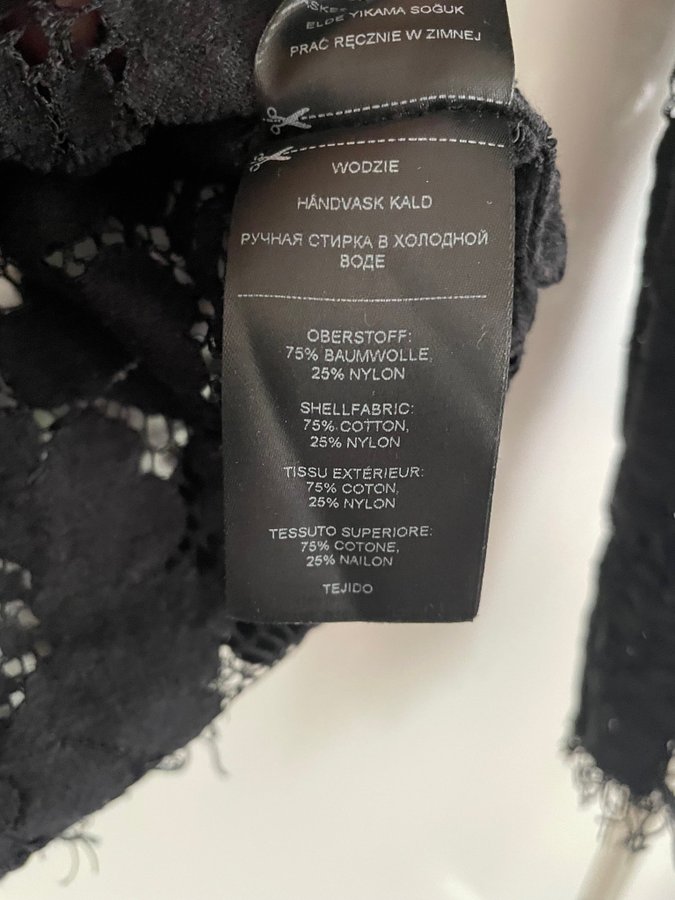 ELDE YIKAMA SOĞUK
PRAĆ RĘCZNIE W ZIMNEJ
WODZIE
HÅNDVASK KALD
РУЧНАЯ СТИРКА В ХОЛОДНОЙ
ВОДЕ
OBERSTOFF:
75% BAUMWOLLE,
25% NYLON
SHELLFABRIC:
75% COTTON,
25% NYLON
TISSU EXTÉRIEUR:
75% COTON,
25% NYLON
TESSUTO SUPERIORE:
75% COTONE,
25% NAILON
TEJIDO